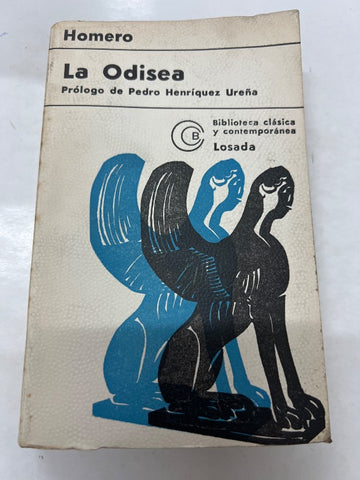 Homero
La Odisea
Prólogo de Pedro Henríquez Ureña
B
Biblioteca clásica
y contemporánea
Losada